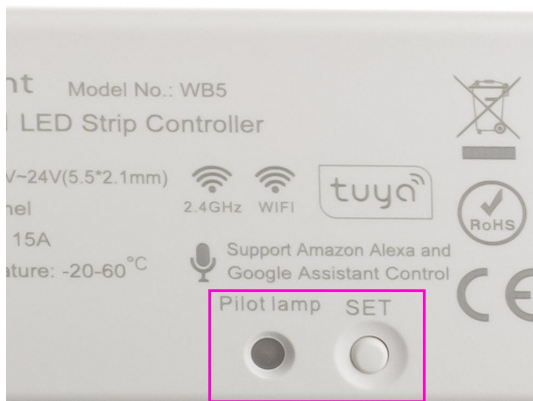 nt Model No.: WB5
LED Strip Controller
V~24V(5.5*2.1mm)
nel
15A
ature: -20-60°C
2.4GHz WIFI
tuya
RoHS
Support Amazon Alexa and
Google Assistant Control
CE
Pilot lamp SET